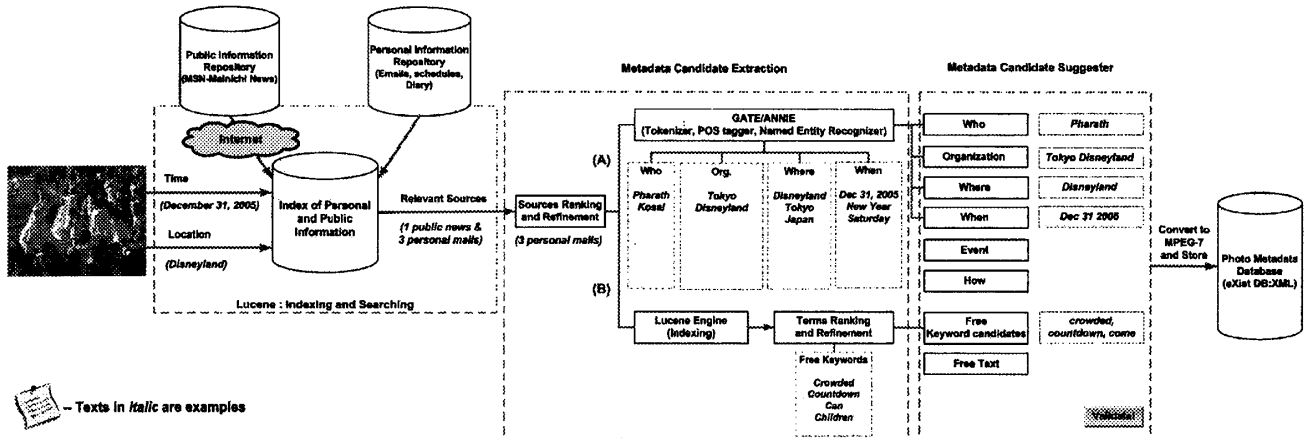 Public Information
Repository
(MSN-Mainichi News)
Personal Information
Repository
(Emails, schedules,
Diary)
Internet
Time
(December 31, 2005)
Location
(Disneyland)
Index of Personal
and Public
Information
Relevant Sources
(1 public news &
3 personal mails)
Lucene : Indexing and Searching
Metadata Candidate Extraction
Sources Ranking
and Refinement
(3 personal mails)
(A)
GATE/ANNIE
(Tokenizer, POS tagger, Named Entity Recognizer)
Who
Pharath
Kosal
Org.
Tokyo
Disneyland
Where
Disneyland
Tokyo
Japan
When
Dec 31, 2005
New Year
Saturday
(B)
Lucene Engine
(Indexing)
Terms Ranking
and Refinement
Free Keywords
Crowded
Countdown
Can
Children
Metadata Candidate Suggester
Who
Pharath
Organization
Tokyo Disneyland
Where
Disneyland
When
Dec 31 2005
Event
How
Free
Keyword candidates
crowded,
countdown, come
Free Text
Validate!
Convert to
MPEG-7
and Store
Photo Metadata
Database
(eXist DB:XML)
– Texts in Italic are examples